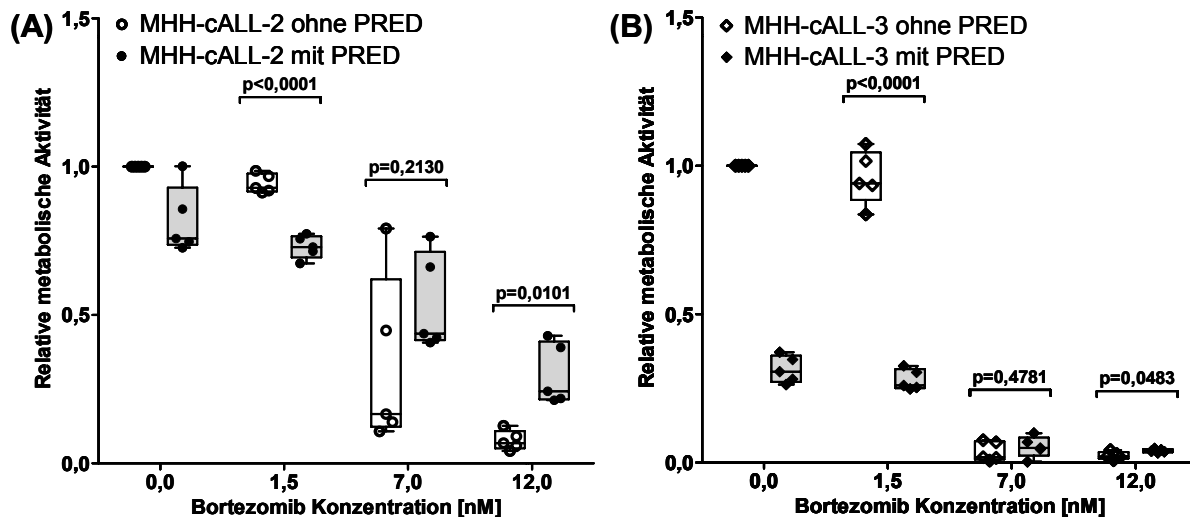 (A)
MHH-cALL-2 ohne PRED
MHH-cALL-2 mit PRED
Relative metabolische Aktivität
1,5
1,0
0,5
0,0
p<0,0001
p=0,2130
p=0,0101
0,0 1,5 7,0 12,0
Bortezomib Konzentration [nM]
(B)
MHH-cALL-3 ohne PRED
MHH-cALL-3 mit PRED
Relative metabolische Aktivität
1,5
1,0
0,5
0,0
p<0,0001
p=0,4781
p=0,0483
0,0 1,5 7,0 12,0
Bortezomib Konzentration [nM]